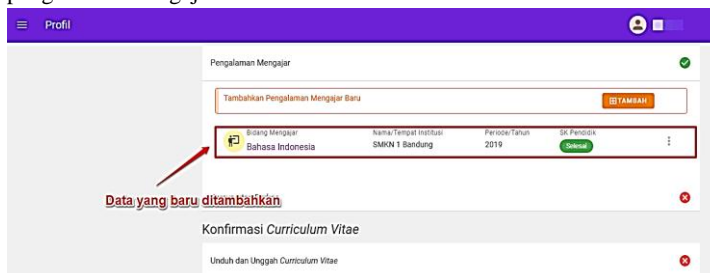 Profil
Pengalaman Mengajar
Tambahkan Pengalaman Mengajar Baru
TAMBAH
Bidang Mengajar Nama/Tempat Institusi Periode/Tahun SK Pendidik
Bahasa Indonesia SMKN 1 Bandung 2019 Selesai
Data yang baru ditambahkan
Konfirmasi Curriculum Vitae
Unduh dan Unggah Curriculum Vitae